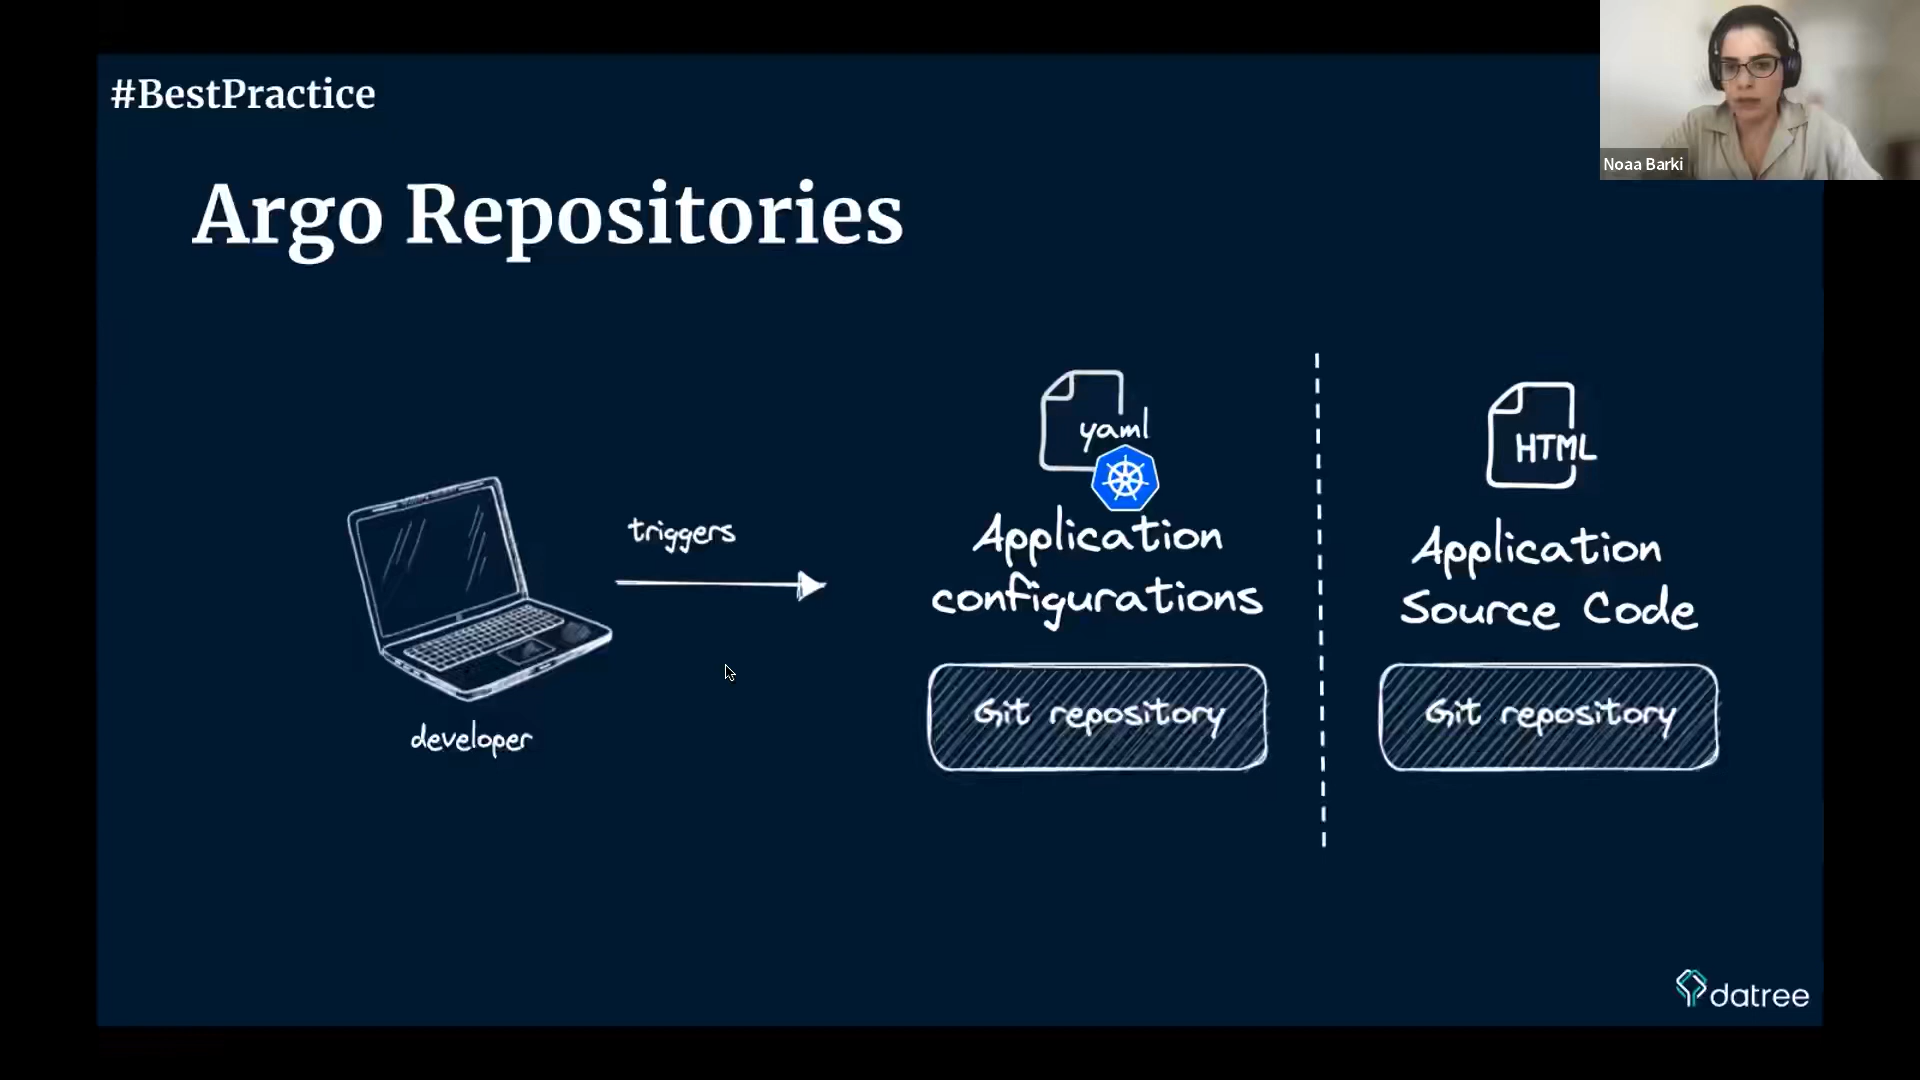 #BestPractice
Noaa Barki
Argo Repositories
triggers
developer
yaml
Application
configurations
Git repository
HTML
Application
Source Code
Git repository
datree